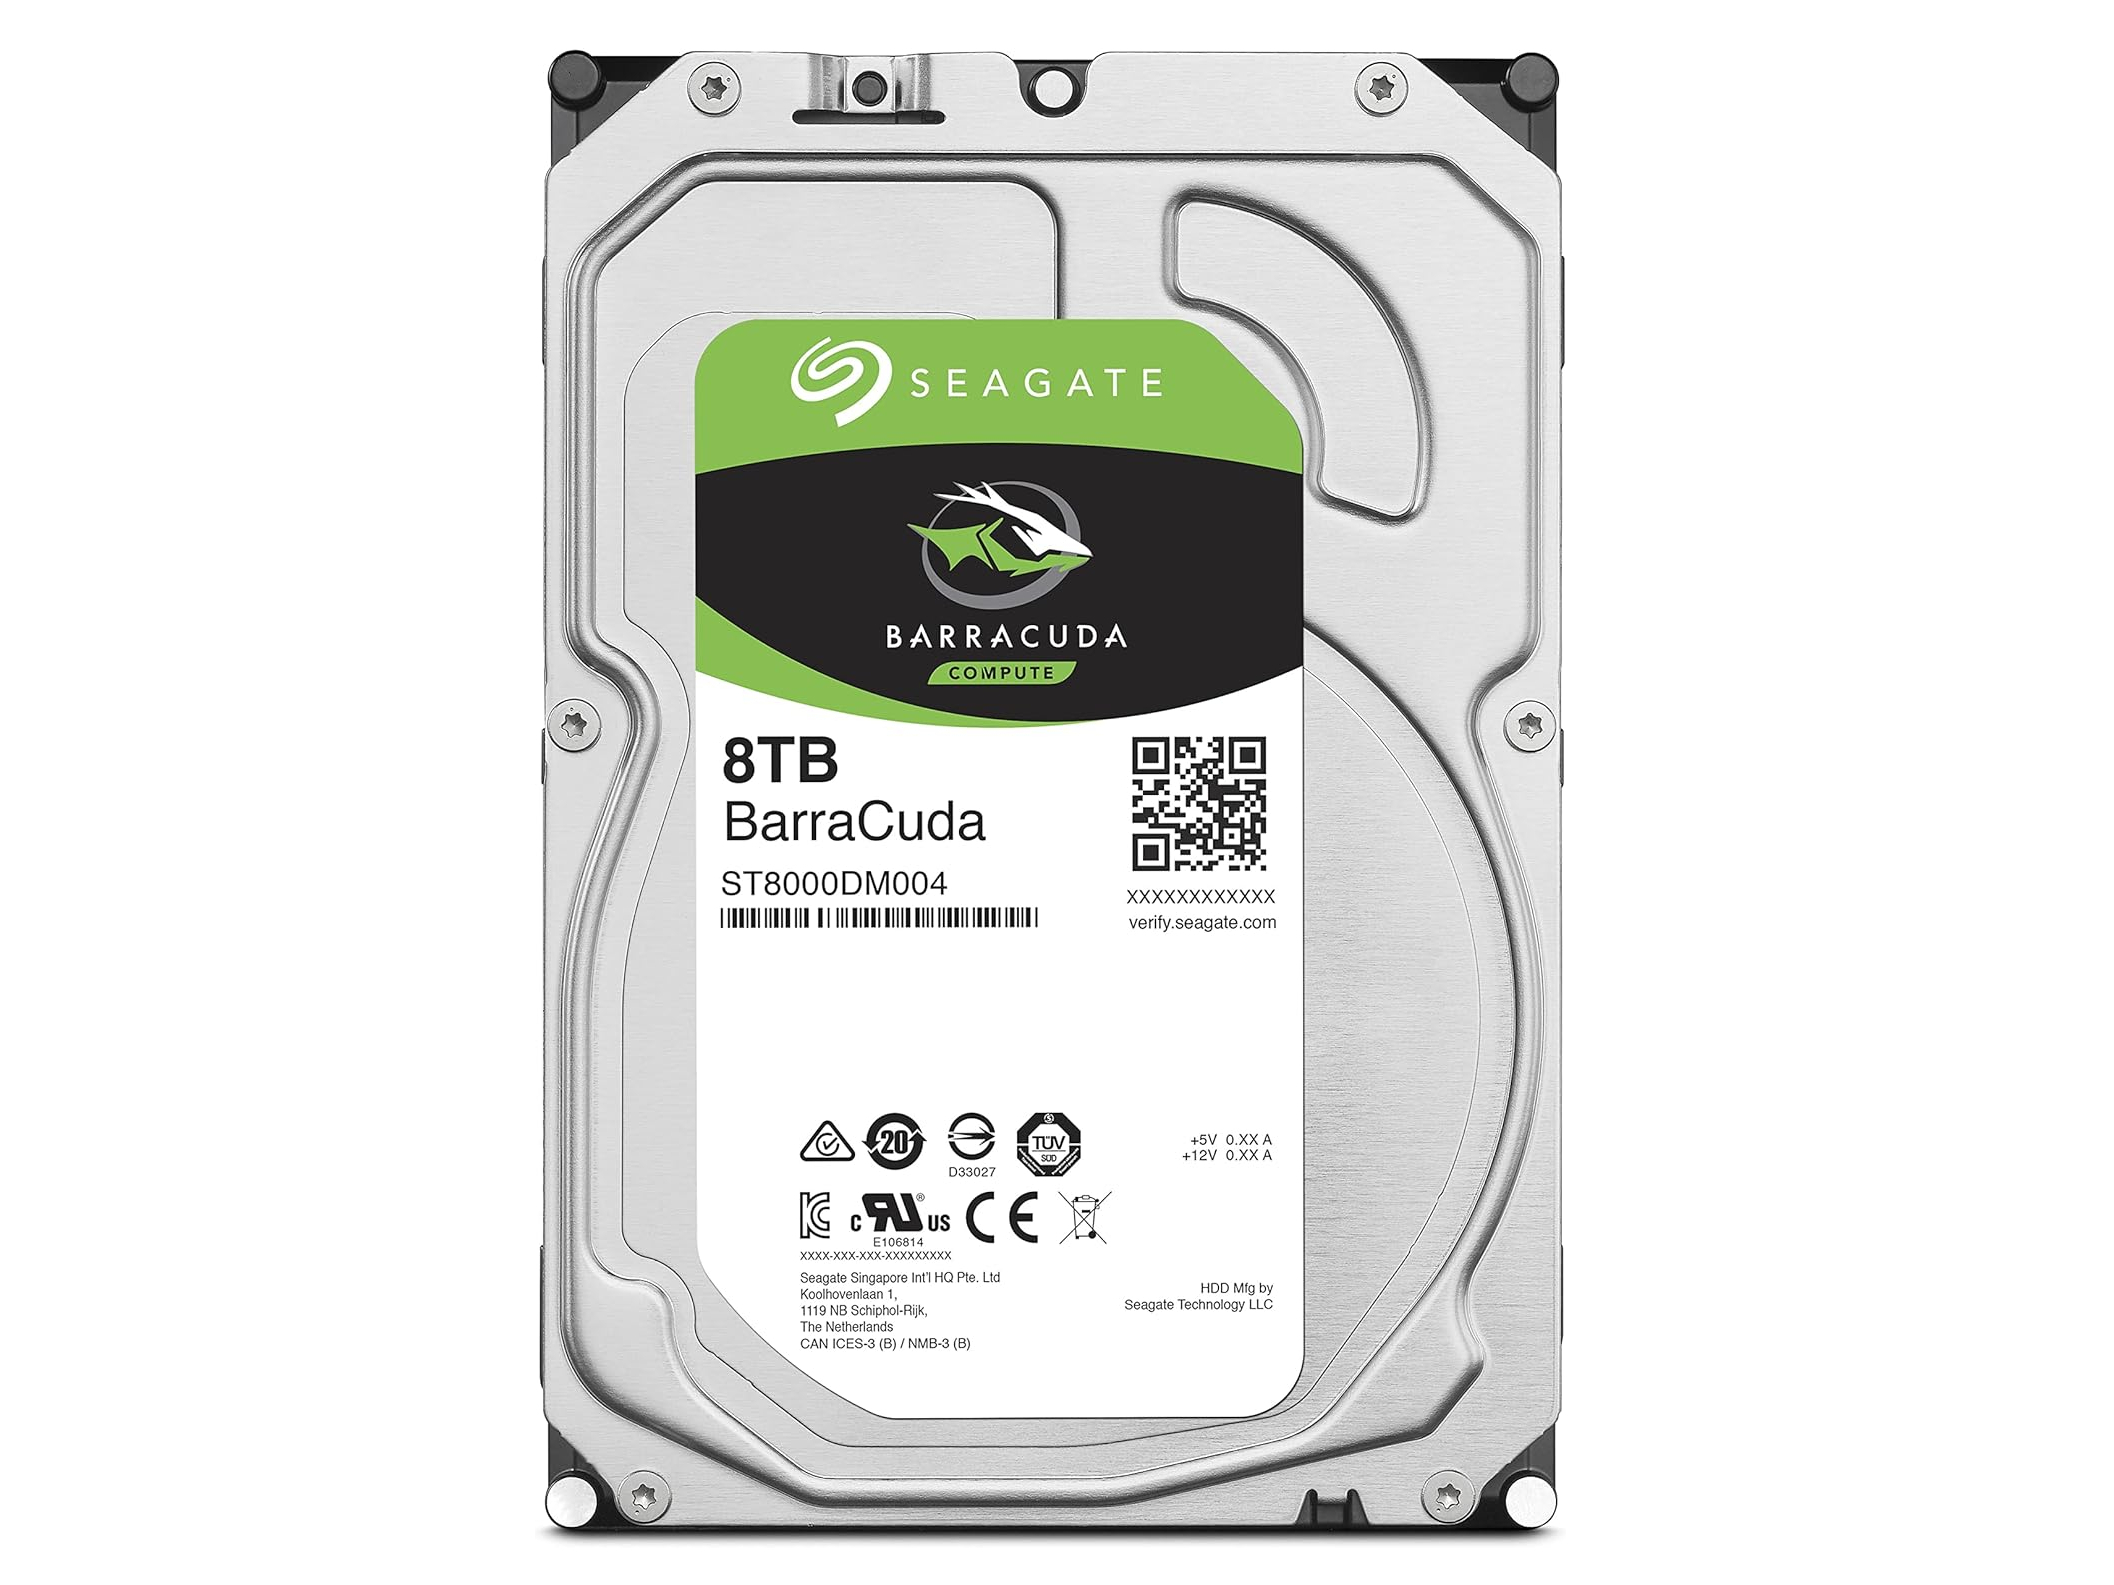 SEAGATE
BARRACUDA
COMPUTE
8TB
BarraCuda
ST8000DM004
XXXXXXXXXXXX
verify.seagate.com
20
D33027
TÜV
SÜD
+5V 0.XX A
+12V 0.XX A
c RU ® US
E106814
CE
XXXX-XXX-XXX-XXXXXXXXX
Seagate Singapore Int'l HQ Pte. Ltd
Koolhovenlaan 1,
1119 NB Schiphol-Rijk,
The Netherlands
CAN ICES-3 (B) / NMB-3 (B)
HDD Mfg by
Seagate Technology LLC